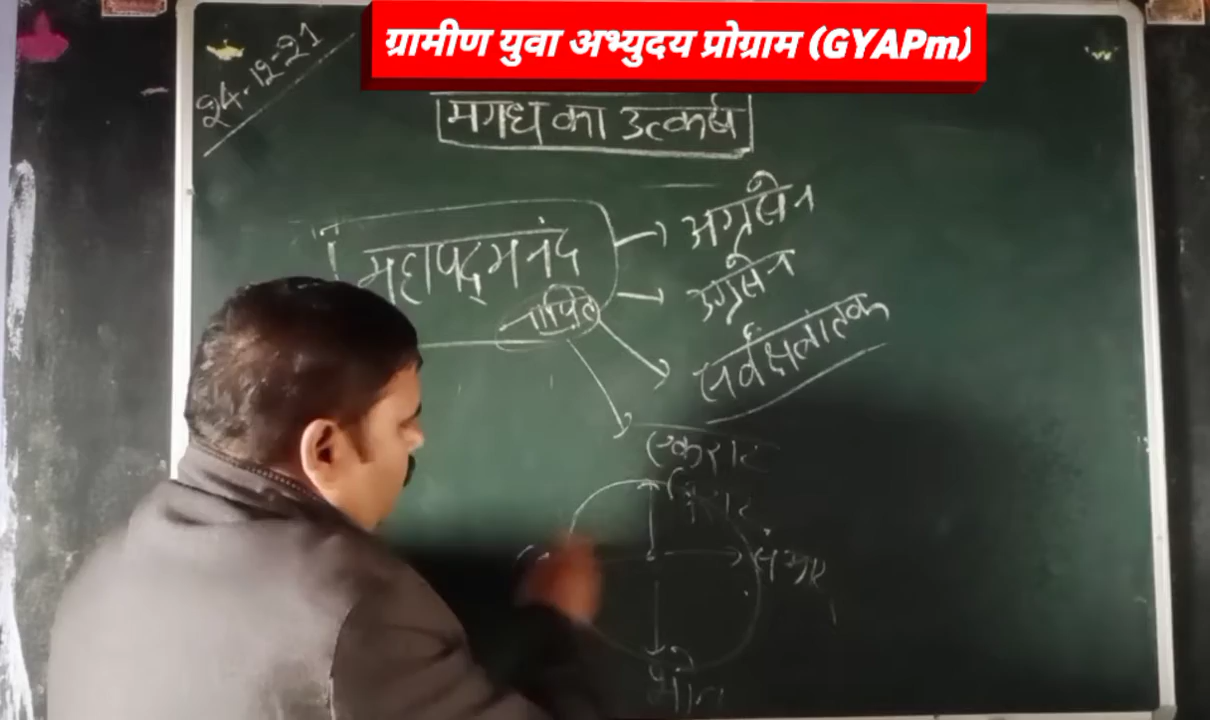 ग्रामीण युवा अभ्युदय प्रोग्राम (GYAPm)
24-12-21
मगध का उत्कर्ष
महापद्मनंद
नापित
अग्रसेन
उग्रसेन
सर्वक्षत्रांतक
एकराट